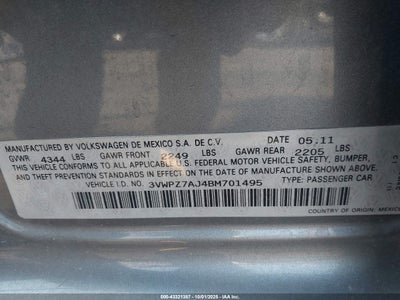 MANUFACTURED BY VOLKSWAGEN DE MEXICO S.A. DE C.V. DATE 05.11
GVWR 4344 LBS GAWR FRONT 2249 LBS GAWR REAR 2205 LBS
THIS VEHICLE CONFORMS TO ALL APPLICABLE U.S. FEDERAL MOTOR VEHICLE SAFETY, BUMPER,
AND THEFT PREVENTION STANDARDS IN EFFECT ON THE DATE OF MANUFACTURE SHOWN ABOVE.
VEHICLE I.D. NO. 3VWPZ7AJ4BM701495 TYPE: PASSENGER CAR.
COUNTRY OF ORIGIN: MEXICO
000-43321387 - 10/01/2025 - IAA Inc.